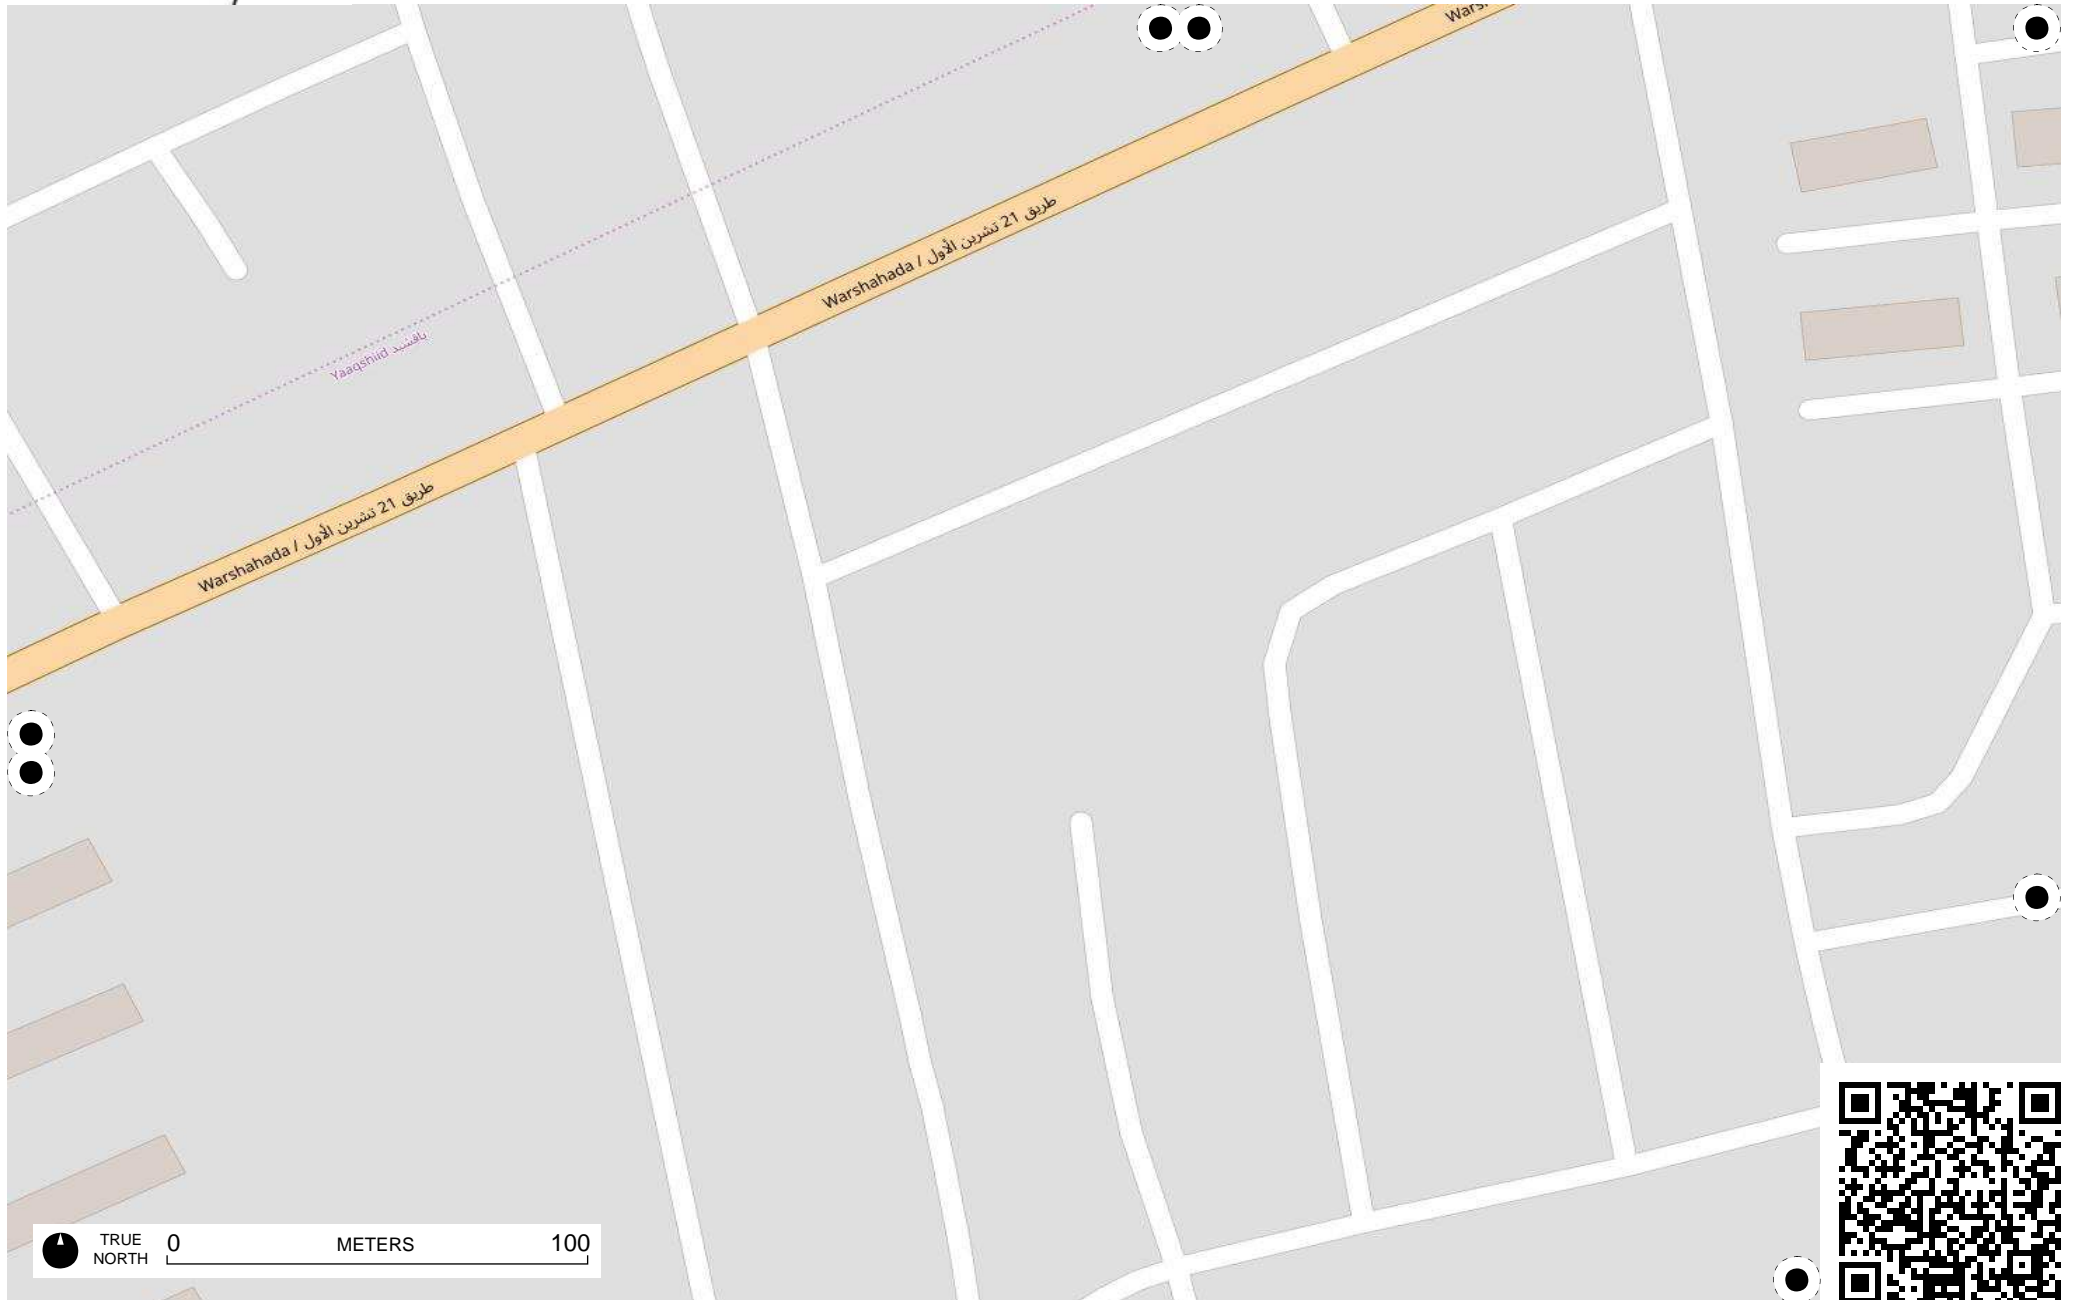 Wars
Warshahada / طريق 21 تشرين الأول
Yaaqshiid ياقشيد
Warshahada / طريق 21 تشرين الأول
TRUE
NORTH
0 METERS 100